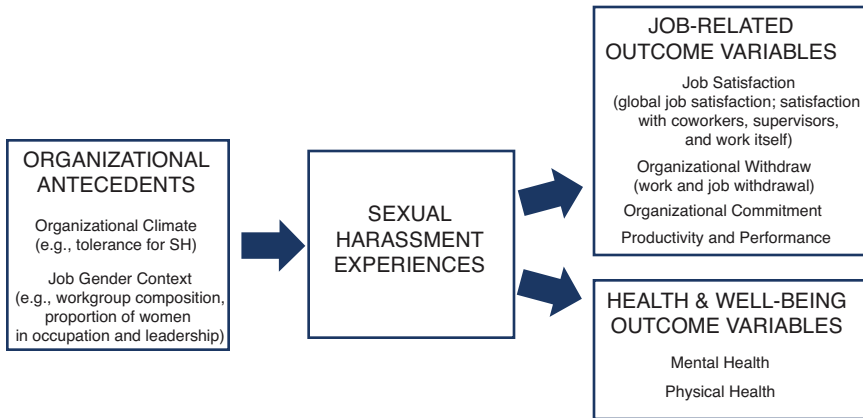 ORGANIZATIONAL
ANTECEDENTS
Organizational Climate
(e.g., tolerance for SH)
Job Gender Context
(e.g., workgroup composition,
proportion of women
in occupation and leadership)
SEXUAL
HARASSMENT
EXPERIENCES
JOB-RELATED
OUTCOME VARIABLES
Job Satisfaction
(global job satisfaction; satisfaction
with coworkers, supervisors,
and work itself)
Organizational Withdraw
(work and job withdrawal)
Organizational Commitment
Productivity and Performance
HEALTH & WELL-BEING
OUTCOME VARIABLES
Mental Health
Physical Health